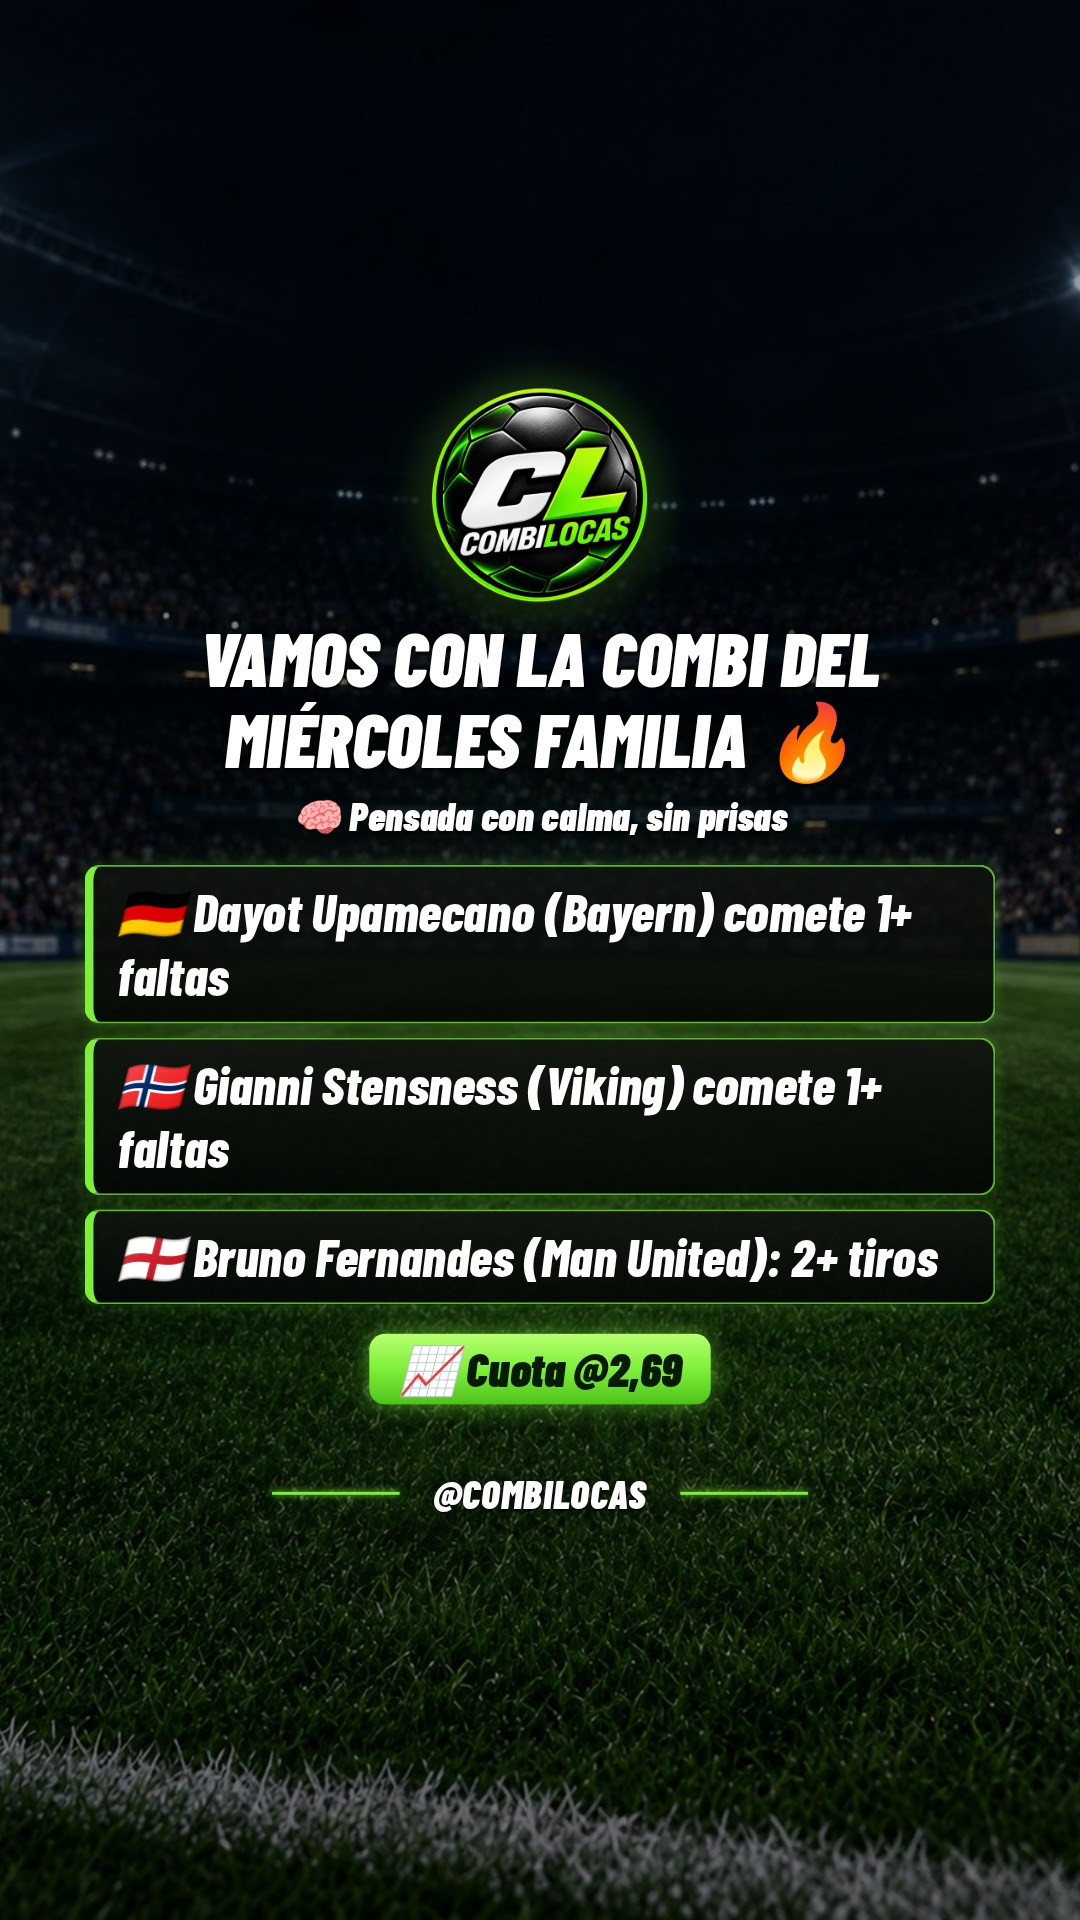 CL
COMBILOCAS
VAMOS CON LA COMBI DEL
MIÉRCOLES FAMILIA 🔥
🧠 Pensada con calma, sin prisas
🇩🇪 Dayot Upamecano (Bayern) comete 1+
faltas
🇳🇴 Gianni Stensness (Viking) comete 1+
faltas
🏴󠁧󠁢󠁥󠁮󠁧󠁿 Bruno Fernandes (Man United): 2+ tiros
📈 Cuota @2,69
@COMBILOCAS